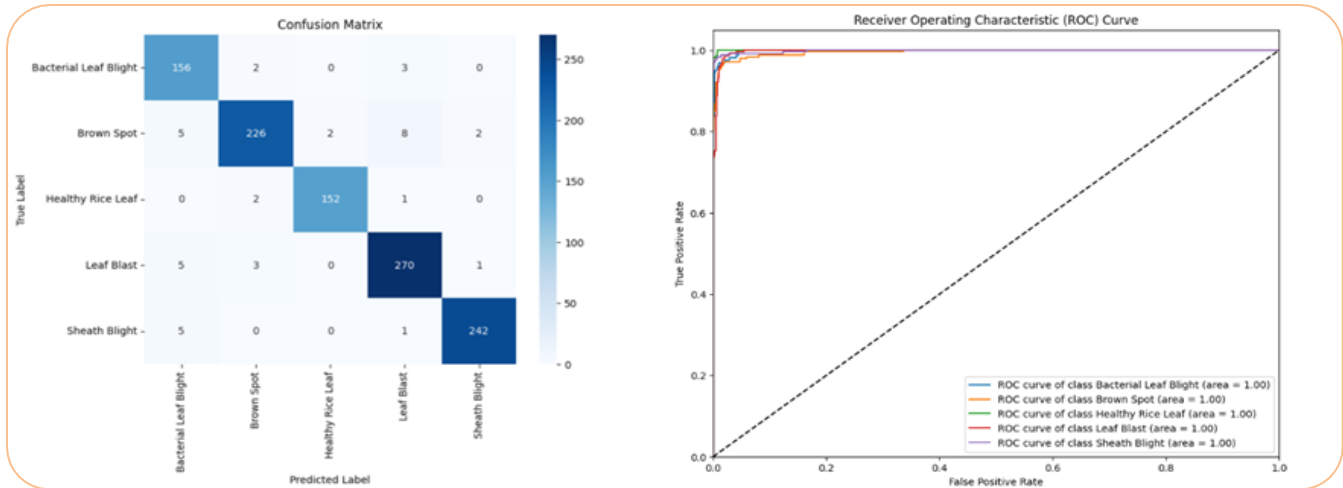 Confusion Matrix
True Label
Bacterial Leaf Blight
156 2 0 3 0
Brown Spot
5 226 2 8 2
Healthy Rice Leaf
0 2 152 1 0
Leaf Blast
5 3 0 270 1
Sheath Blight
5 0 0 1 242
Bacterial Leaf Blight
Brown Spot
Healthy Rice Leaf
Leaf Blast
Sheath Blight
Predicted Label
250
200
150
100
50
0
Receiver Operating Characteristic (ROC) Curve
True Positive Rate
1.0
0.8
0.6
0.4
0.2
0.0
ROC curve of class Bacterial Leaf Blight (area = 1.00)
ROC curve of class Brown Spot (area = 1.00)
ROC curve of class Healthy Rice Leaf (area = 1.00)
ROC curve of class Leaf Blast (area = 1.00)
ROC curve of class Sheath Blight (area = 1.00)
0.0 0.2 0.4 0.6 0.8 1.0
False Positive Rate